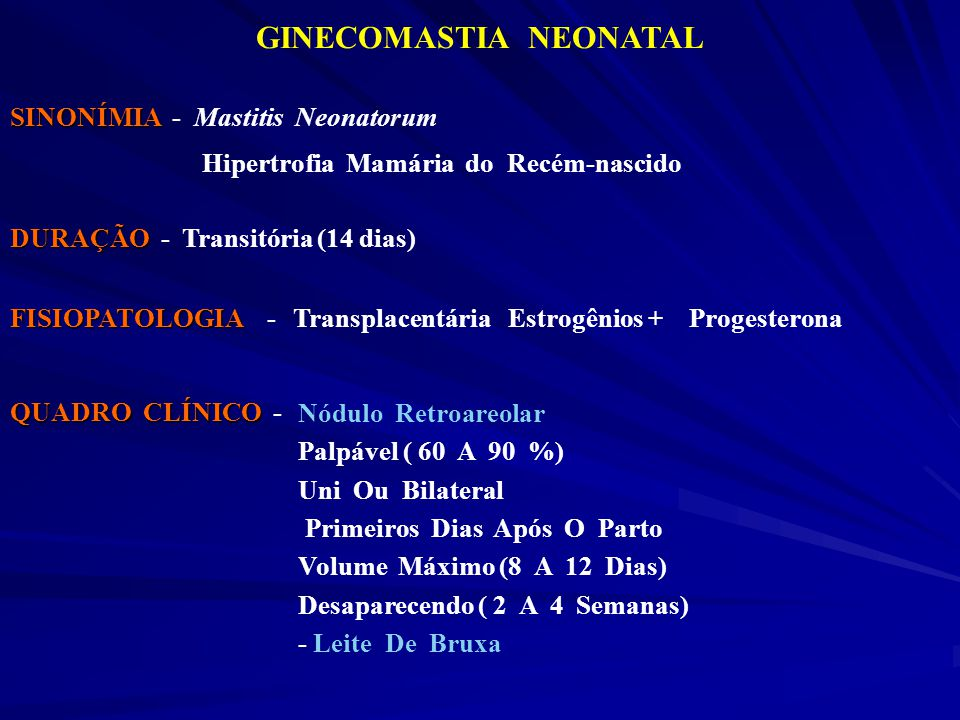 GINECOMASTIA NEONATAL
SINONÍMIA - Mastitis Neonatorum
Hipertrofia Mamária do Recém-nascido
DURAÇÃO - Transitória (14 dias)
FISIOPATOLOGIA - Transplacentária Estrogênios + Progesterona
QUADRO CLÍNICO - Nódulo Retroareolar
Palpável ( 60 A 90 %)
Uni Ou Bilateral
Primeiros Dias Após O Parto
Volume Máximo (8 A 12 Dias)
Desaparecendo ( 2 A 4 Semanas)
- Leite De Bruxa